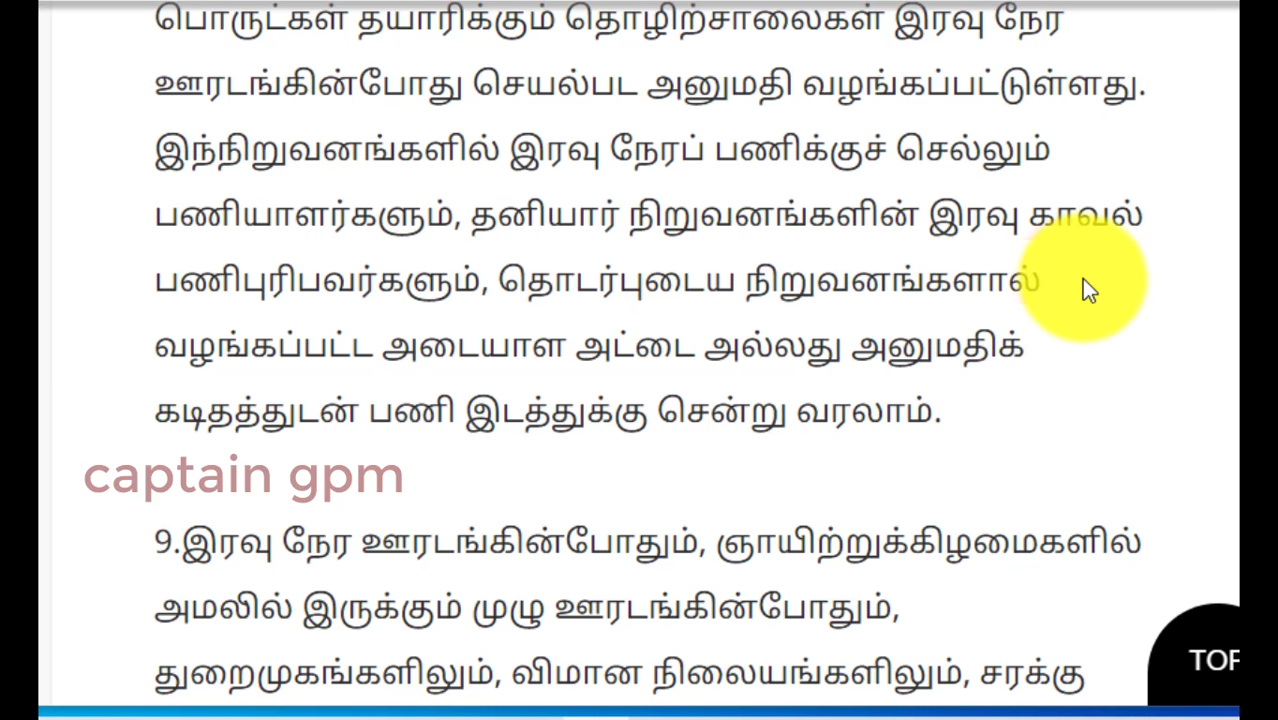 பொருட்கள் தயாரிக்கும் தொழிற்சாலைகள் இரவு நேர
ஊரடங்கின்போது செயல்பட அனுமதி வழங்கப்பட்டுள்ளது.
இந்நிறுவனங்களில் இரவு நேரப் பணிக்குச் செல்லும்
பணியாளர்களும், தனியார் நிறுவனங்களின் இரவு காவல்
பணிபுரிபவர்களும், தொடர்புடைய நிறுவனங்களால்
வழங்கப்பட்ட அடையாள அட்டை அல்லது அனுமதிக்
கடிதத்துடன் பணி இடத்துக்கு சென்று வரலாம்.
captain gpm
9.இரவு நேர ஊரடங்கின்போதும், ஞாயிற்றுக்கிழமைகளில்
அமலில் இருக்கும் முழு ஊரடங்கின்போதும்,
துறைமுகங்களிலும், விமான நிலையங்களிலும், சரக்கு
TOP